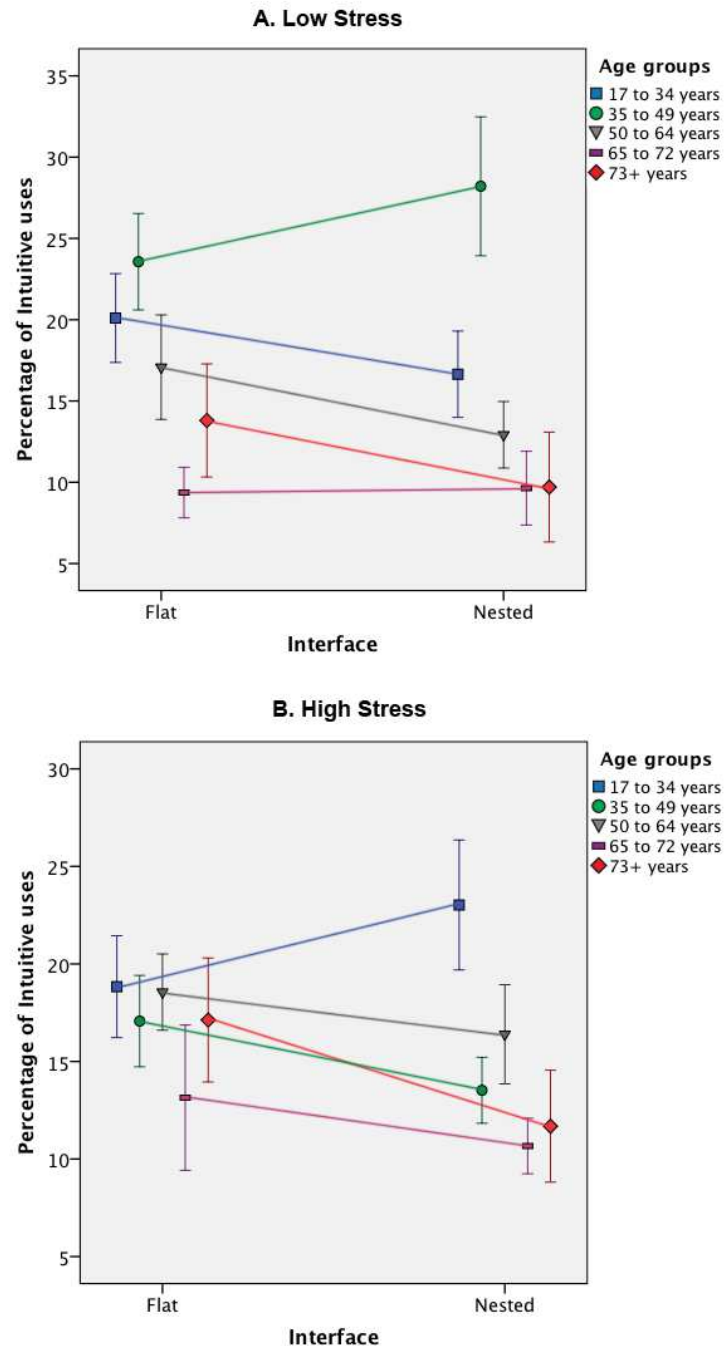 A. Low Stress
Percentage of Intuitive uses
35
30
25
20
15
10
5
Flat
Nested
Interface
Age groups
17 to 34 years
35 to 49 years
50 to 64 years
65 to 72 years
73+ years
B. High Stress
Percentage of Intuitive uses
30
25
20
15
10
5
Flat
Nested
Interface
Age groups
17 to 34 years
35 to 49 years
50 to 64 years
65 to 72 years
73+ years